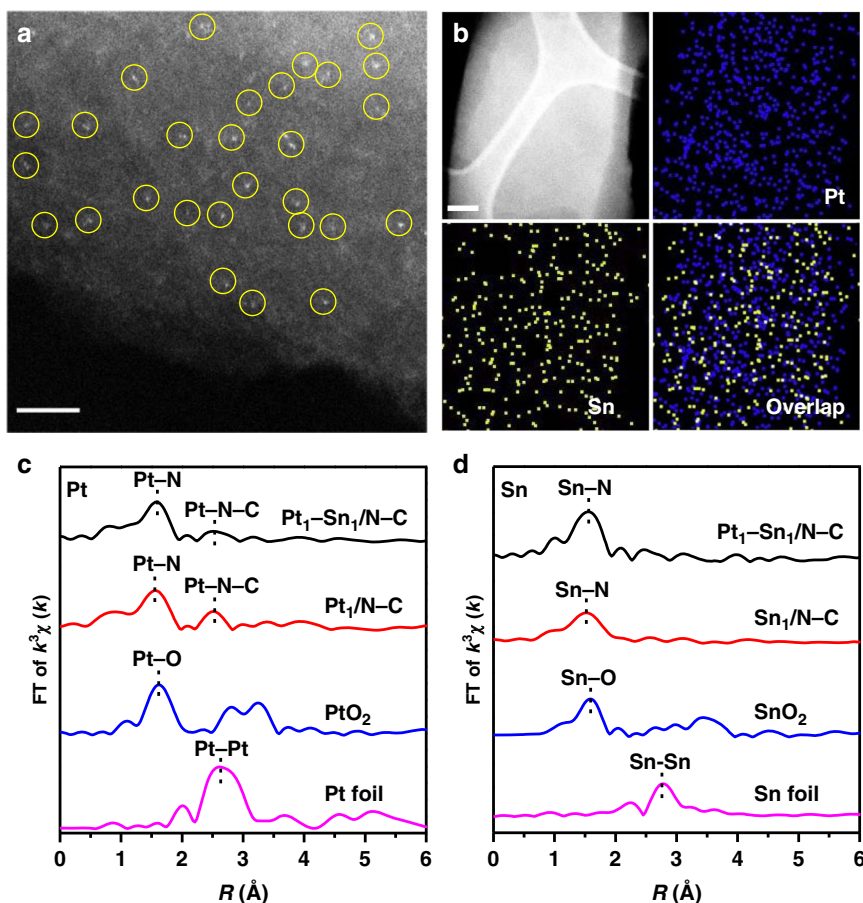 a
b
Pt
Sn
Overlap
c
Pt
Pt–N
Pt–N–C
Pt₁–Sn₁/N–C
Pt–N
Pt–N–C
Pt₁/N–C
Pt–O
PtO₂
Pt–Pt
Pt foil
FT of k³χ (k)
0 1 2 3 4 5 6
R (Å)
d
Sn
Sn–N
Pt₁–Sn₁/N–C
Sn–N
Sn₁/N–C
Sn–O
SnO₂
Sn-Sn
Sn foil
FT of k³χ (k)
0 1 2 3 4 5 6
R (Å)